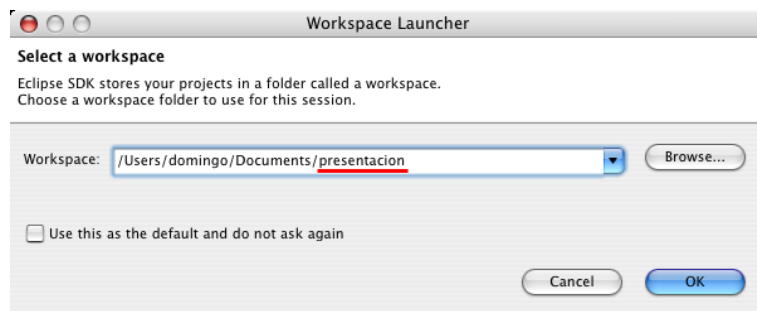 Workspace Launcher
Select a workspace
Eclipse SDK stores your projects in a folder called a workspace.
Choose a workspace folder to use for this session.
Workspace: /Users/domingo/Documents/presentacion Browse...
Use this as the default and do not ask again
Cancel OK